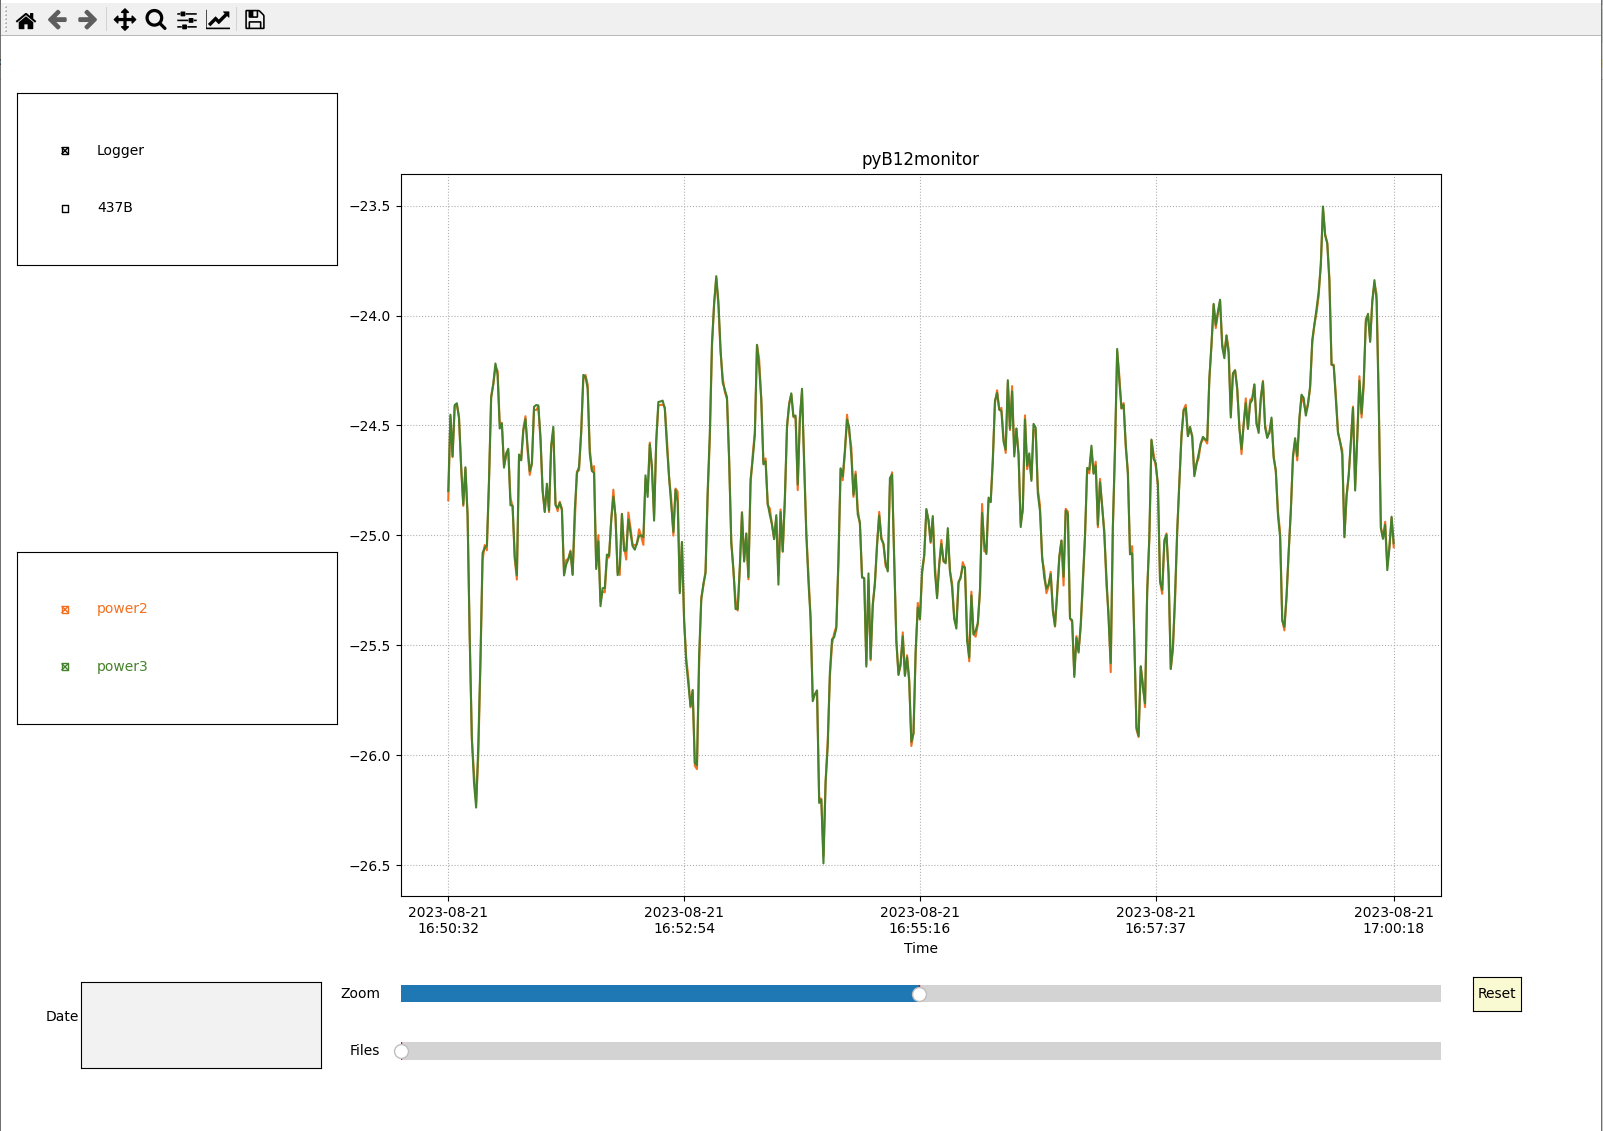 Logger
437B
power2
power3
pyB12monitor
−23.5
−24.0
−24.5
−25.0
−25.5
−26.0
−26.5
2023-08-21 2023-08-21 2023-08-21 2023-08-21 2023-08-21
16:50:32 16:52:54 16:55:16 16:57:37 17:00:18
Time
Date
Zoom
Files
Reset